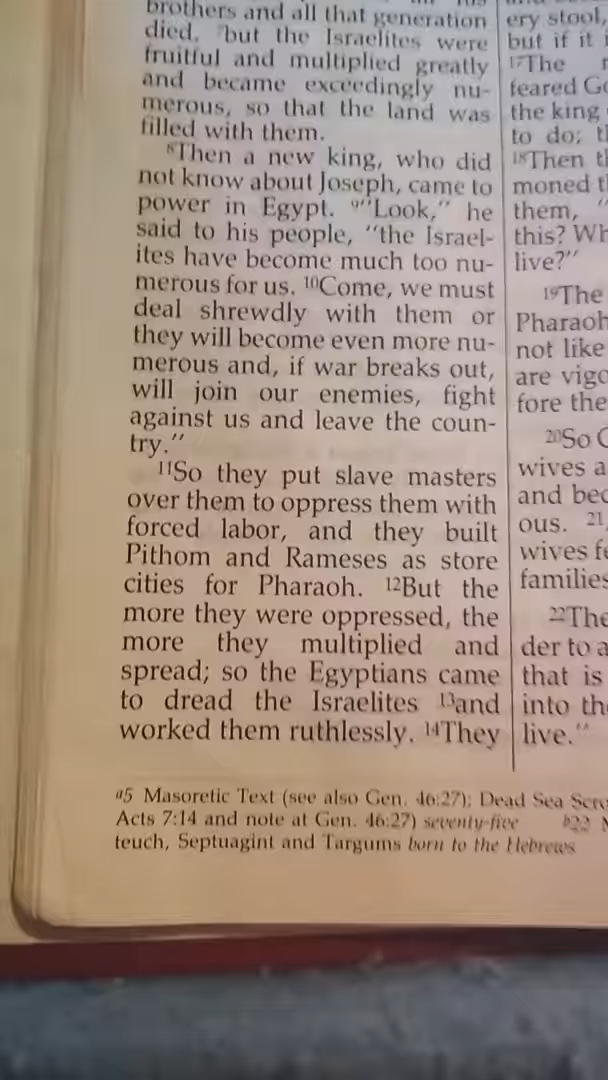 brothers and all that generation
died, ⁷but the Israelites were
fruitful and multiplied greatly
and became exceedingly nu-
merous, so that the land was
filled with them.
⁸Then a new king, who did
not know about Joseph, came to
power in Egypt. ⁹"Look," he
said to his people, "the Israel-
ites have become much too nu-
merous for us. ¹⁰Come, we must
deal shrewdly with them or
they will become even more nu-
merous and, if war breaks out,
will join our enemies, fight
against us and leave the coun-
try."
¹¹So they put slave masters
over them to oppress them with
forced labor, and they built
Pithom and Rameses as store
cities for Pharaoh. ¹²But the
more they were oppressed, the
more they multiplied and
spread; so the Egyptians came
to dread the Israelites ¹³and
worked them ruthlessly. ¹⁴They
ery stool,
but if it i
¹⁷The
feared Go
the king
to do; th
¹⁸Then th
moned t
them, "
this? Wh
live?"
¹⁹The
Pharaoh
not like
are vigo
fore the
²⁰So G
wives a
and bec
ous. ²¹
wives fe
families
²²The
der to a
that is
into the
live."
ᵃ5 Masoretic Text (see also Gen. 46:27); Dead Sea Scro
Acts 7:14 and note at Gen. 46:27) seventy-five ᵇ22
teuch, Septuagint and Targums born to the Hebrews